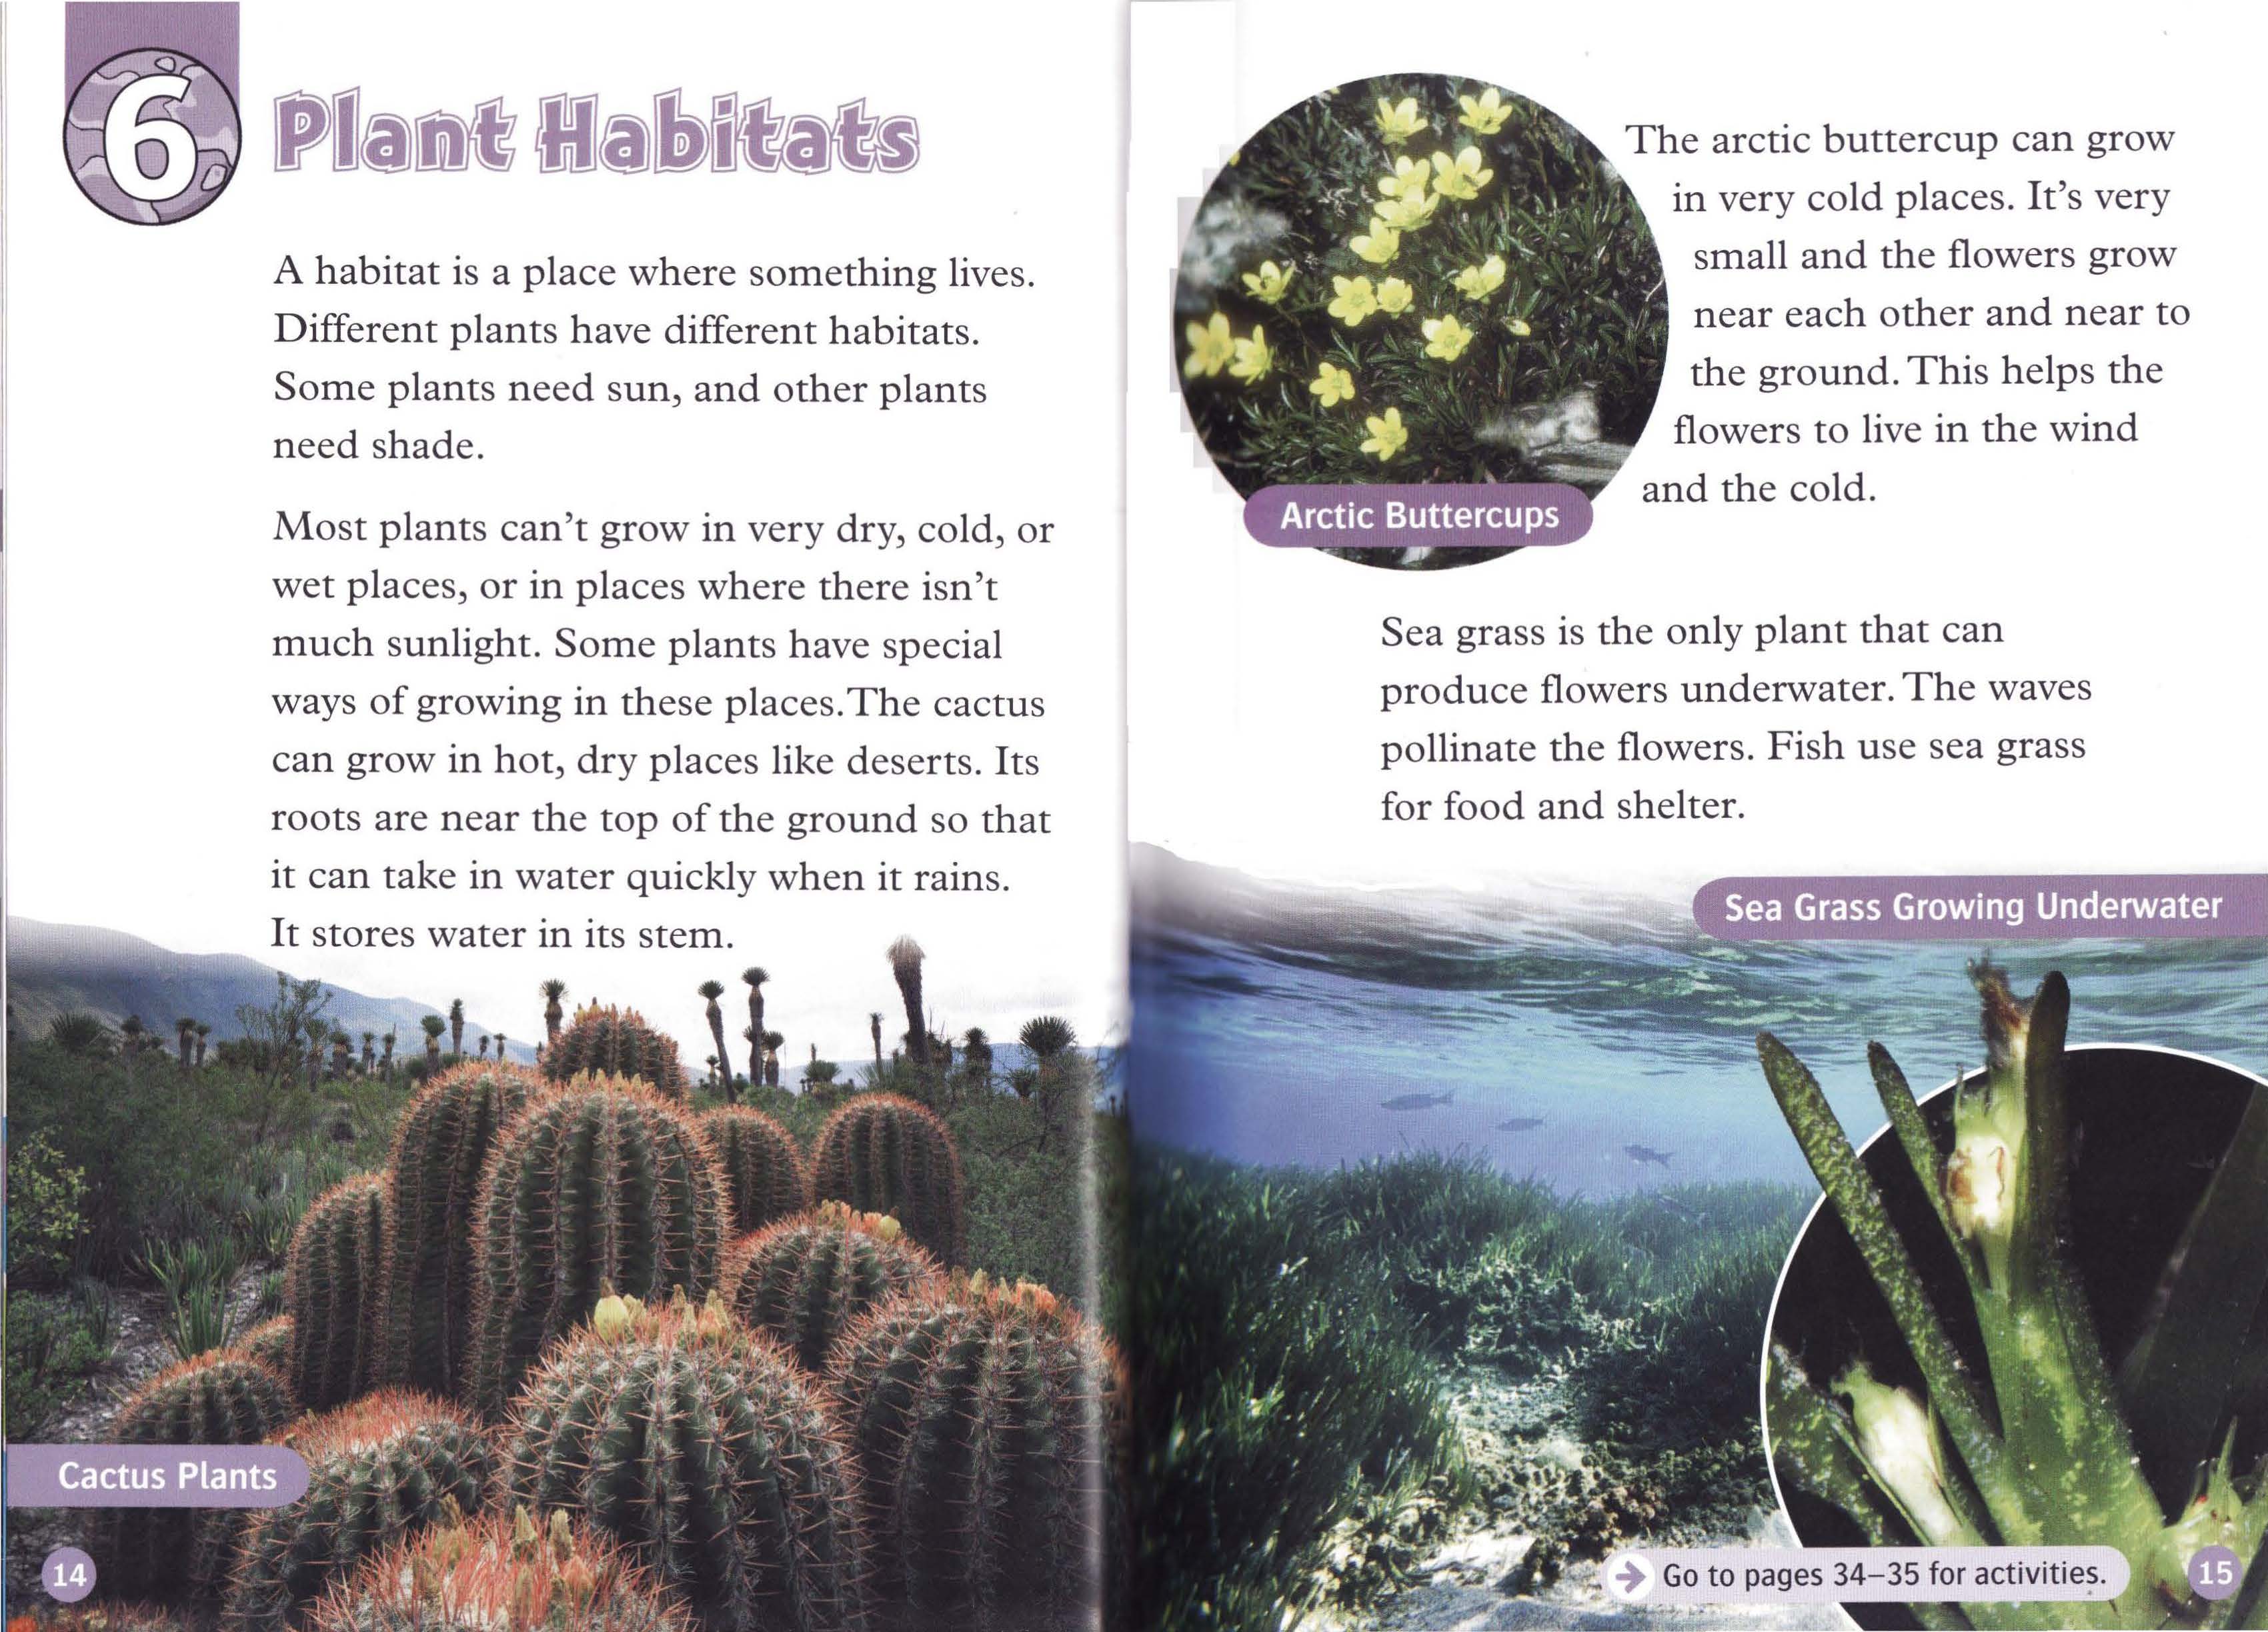 6
Plant Habitats
A habitat is a place where something lives.
Different plants have different habitats.
Some plants need sun, and other plants
need shade.
Most plants can't grow in very dry, cold, or
wet places, or in places where there isn't
much sunlight. Some plants have special
ways of growing in these places. The cactus
can grow in hot, dry places like deserts. Its
roots are near the top of the ground so that
it can take in water quickly when it rains.
It stores water in its stem.
Cactus Plants
14
The arctic buttercup can grow
in very cold places. It's very
small and the flowers grow
near each other and near to
the ground. This helps the
flowers to live in the wind
and the cold.
Arctic Buttercups
Sea grass is the only plant that can
produce flowers underwater. The waves
pollinate the flowers. Fish use sea grass
for food and shelter.
Sea Grass Growing Underwater
Go to pages 34–35 for activities.
15